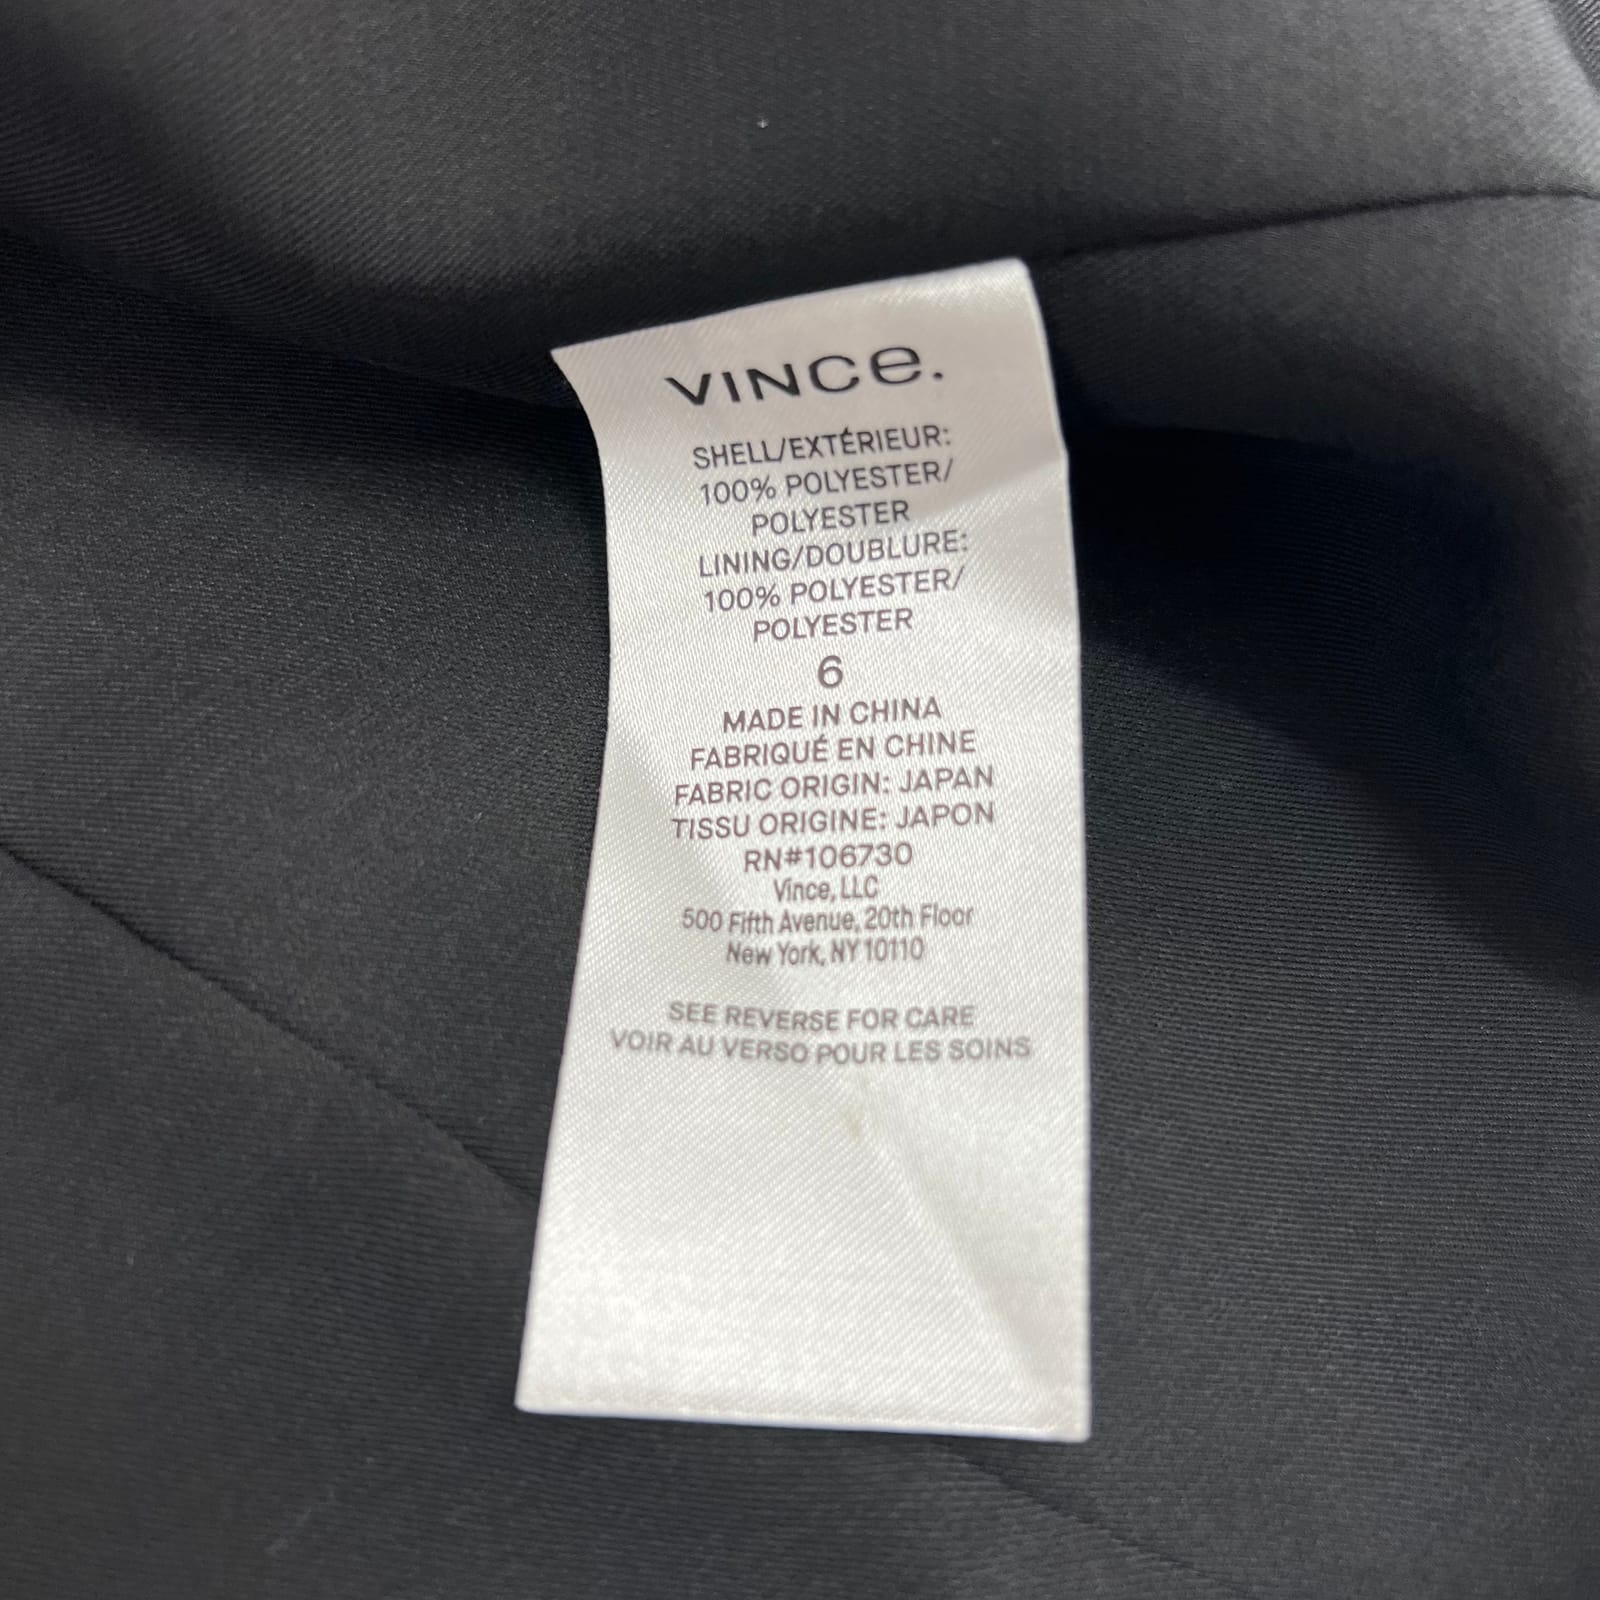 VINCe.
SHELL/EXTÉRIEUR:
100% POLYESTER/
POLYESTER
LINING/DOUBLURE:
100% POLYESTER/
POLYESTER
6
MADE IN CHINA
FABRIQUÉ EN CHINE
FABRIC ORIGIN: JAPAN
TISSU ORIGINE: JAPON
RN#106730
Vince, LLC
500 Fifth Avenue, 20th Floor
New York, NY 10110
SEE REVERSE FOR CARE
VOIR AU VERSO POUR LES SOINS